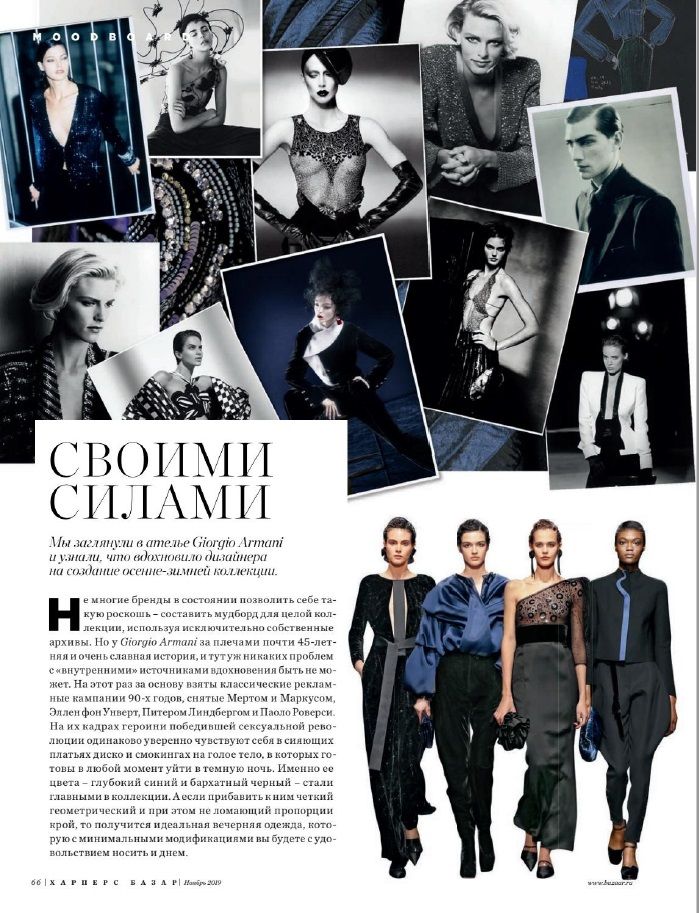 MOODBOARD
СВОИМИ
СИЛАМИ
Мы заглянули в ателье Giorgio Armani
и узнали, что вдохновило дизайнера
на создание осенне-зимней коллекции.
Не многие бренды в состоянии позволить себе та-
кую роскошь – составить мудборд для целой кол-
лекции, используя исключительно собственные
архивы. Но у Giorgio Armani за плечами почти 45-лет-
няя и очень славная история, и тут уж никаких проблем
с «внутренними» источниками вдохновения быть не мо-
жет. На этот раз за основу взяты классические реклам-
ные кампании 90-х годов, снятые Мертом и Маркусом,
Эллен фон Унверт, Питером Линдбергом и Паоло Роверси.
На их кадрах героини победившей сексуальной рево-
люции одинаково уверенно чувствуют себя в сияющих
платьях диско и смокингах на голое тело, в которых го-
товы в любой момент уйти в темную ночь. Именно ее
цвета – глубокий синий и бархатный черный – стали
главными в коллекции. А если прибавить к ним четкий
геометрический и при этом не ломающий пропорции
крой, то получится идеальная вечерняя одежда, кото-
рую с минимальными модификациями вы будете с удо-
вольствием носить и днем.
66 | ХАРПЕРС БАЗАР | Ноябрь 2019
www.bazaar.ru